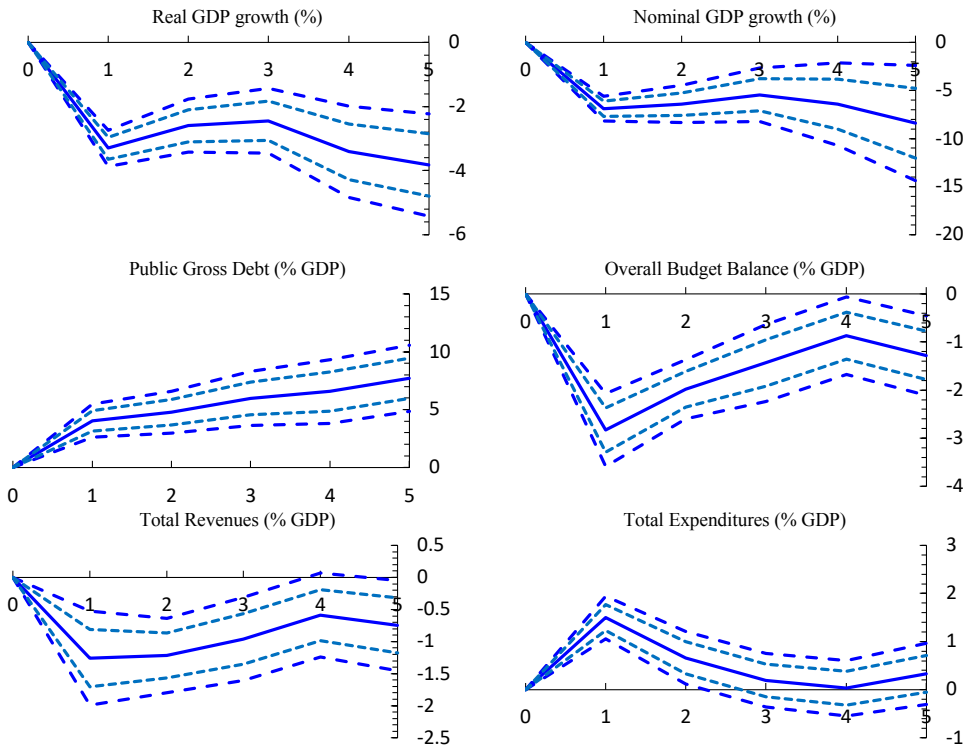 Real GDP growth (%)
0
0 1 2 3 4 5
-2
-4
-6
Nominal GDP growth (%)
0
0 1 2 3 4 5
-5
-10
-15
-20
Public Gross Debt (% GDP)
15
10
5
0
0 1 2 3 4 5
Overall Budget Balance (% GDP)
0
0 1 2 3 4 5
-1
-2
-3
-4
Total Revenues (% GDP)
0.5
0
0 1 2 3 4 5
-0.5
-1
-1.5
-2
-2.5
Total Expenditures (% GDP)
3
2
1
0
0 1 2 3 4 5
-1